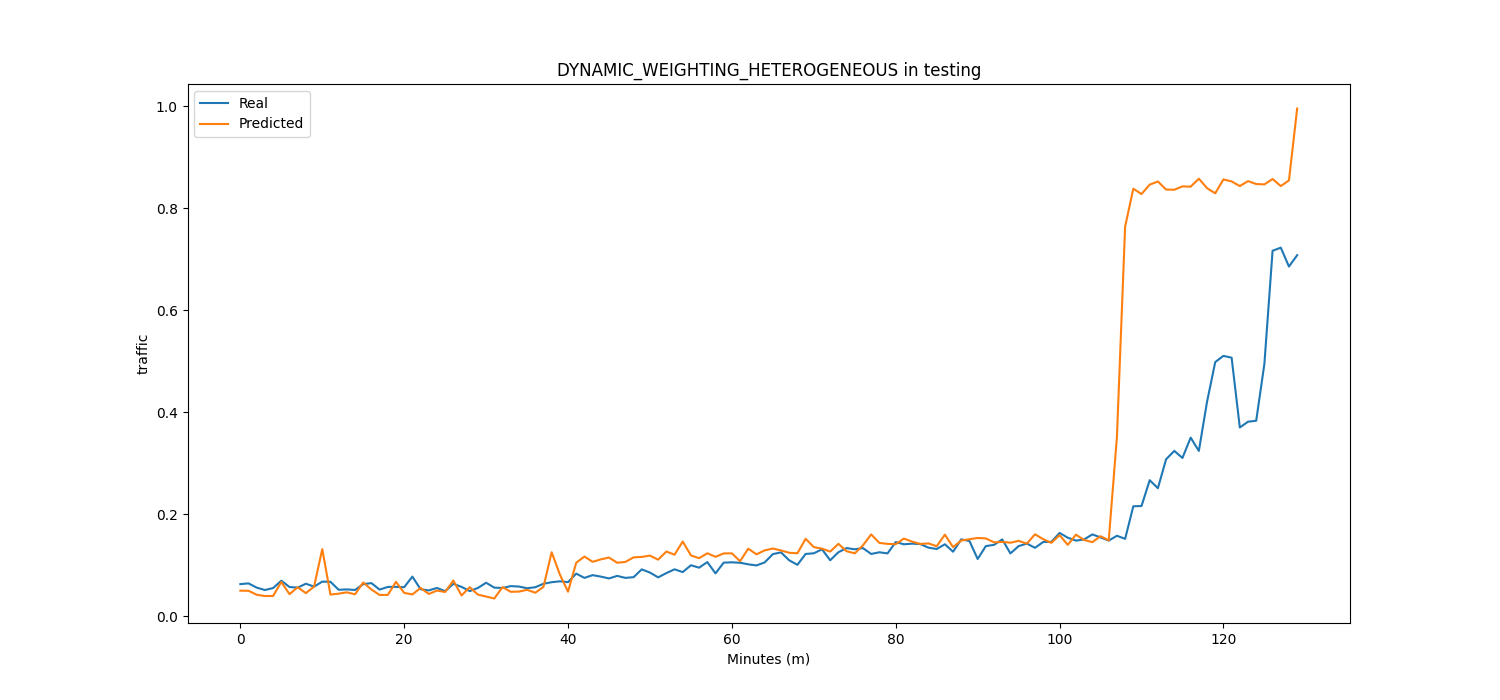 DYNAMIC_WEIGHTING_HETEROGENEOUS in testing
Real
Predicted
1.0
0.8
0.6
0.4
0.2
0.0
traffic
0 20 40 60 80 100 120
Minutes (m)